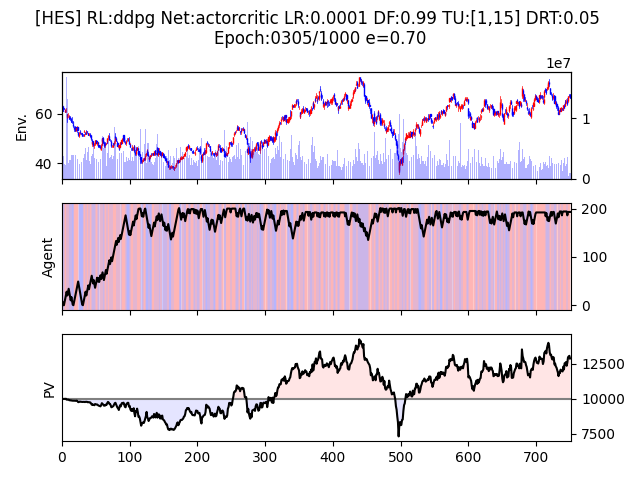 [HES] RL:ddpg Net:actorcritic LR:0.0001 DF:0.99 TU:[1,15] DRT:0.05
Epoch:0305/1000 e=0.70
1e7
Env.
60
40
1
0
Agent
200
100
0
PV
12500
10000
7500
0 100 200 300 400 500 600 700